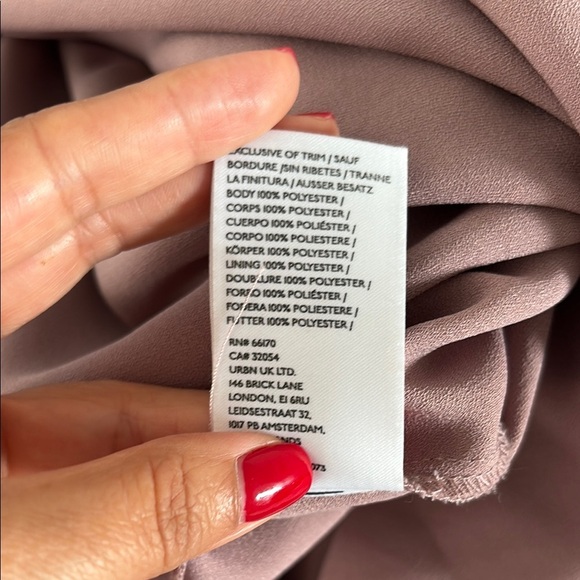 EXCLUSIVE OF TRIM / SAUF
BORDURE /SIN RIBETES / TRANNE
LA FINITURA / AUSSER BESATZ
BODY 100% POLYESTER /
CORPS 100% POLYESTER /
CUERPO 100% POLIÉSTER /
CORPO 100% POLIESTERE /
KÖRPER 100% POLYESTER /
LINING 100% POLYESTER /
DOUBLURE 100% POLYESTER /
FORRO 100% POLIÉSTER /
FODERA 100% POLIESTERE /
FUTTER 100% POLYESTER /
RN# 66170
CA# 32054
URBN UK LTD.
146 BRICK LANE
LONDON, E1 6RU
LEIDSESTRAAT 32,
1017 PB AMSTERDAM,
NDS
073